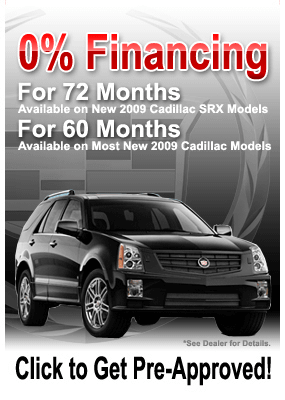 0% Financing
For 72 Months
Available on New 2009 Cadillac SRX Models
For 60 Months
Available on Most New 2009 Cadillac Models
*See Dealer for Details.
Click to Get Pre-Approved!